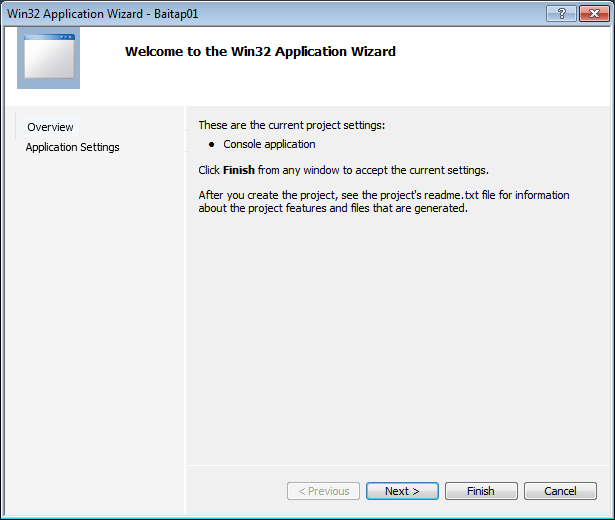 Win32 Application Wizard - Baitap01
Welcome to the Win32 Application Wizard
Overview
Application Settings
These are the current project settings:
• Console application
Click Finish from any window to accept the current settings.
After you create the project, see the project's readme.txt file for information
about the project features and files that are generated.
< Previous
Next >
Finish
Cancel